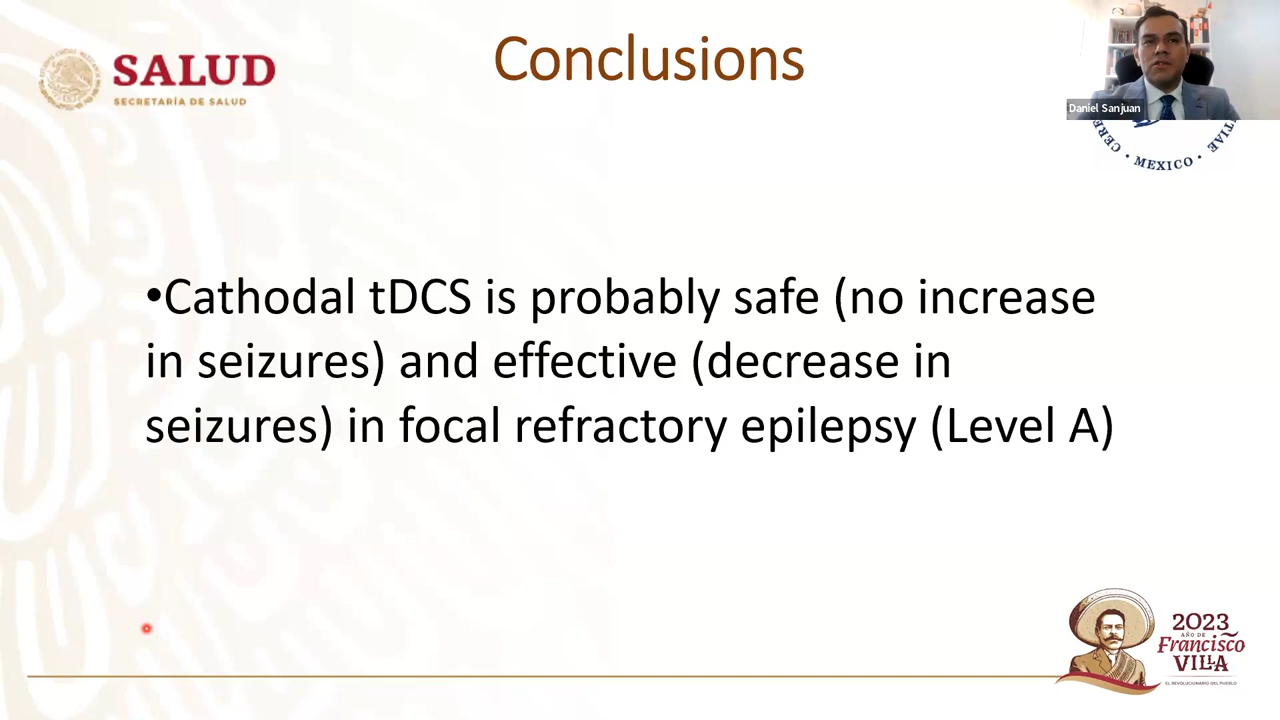 Conclusions
SALUD
SECRETARÍA DE SALUD
Daniel Sanjuan
• MEXICO •
•Cathodal tDCS is probably safe (no increase
in seizures) and effective (decrease in
seizures) in focal refractory epilepsy (Level A)
2023
AÑO DE
Francisco
VILLA
EL REVOLUCIONARIO DEL PUEBLO